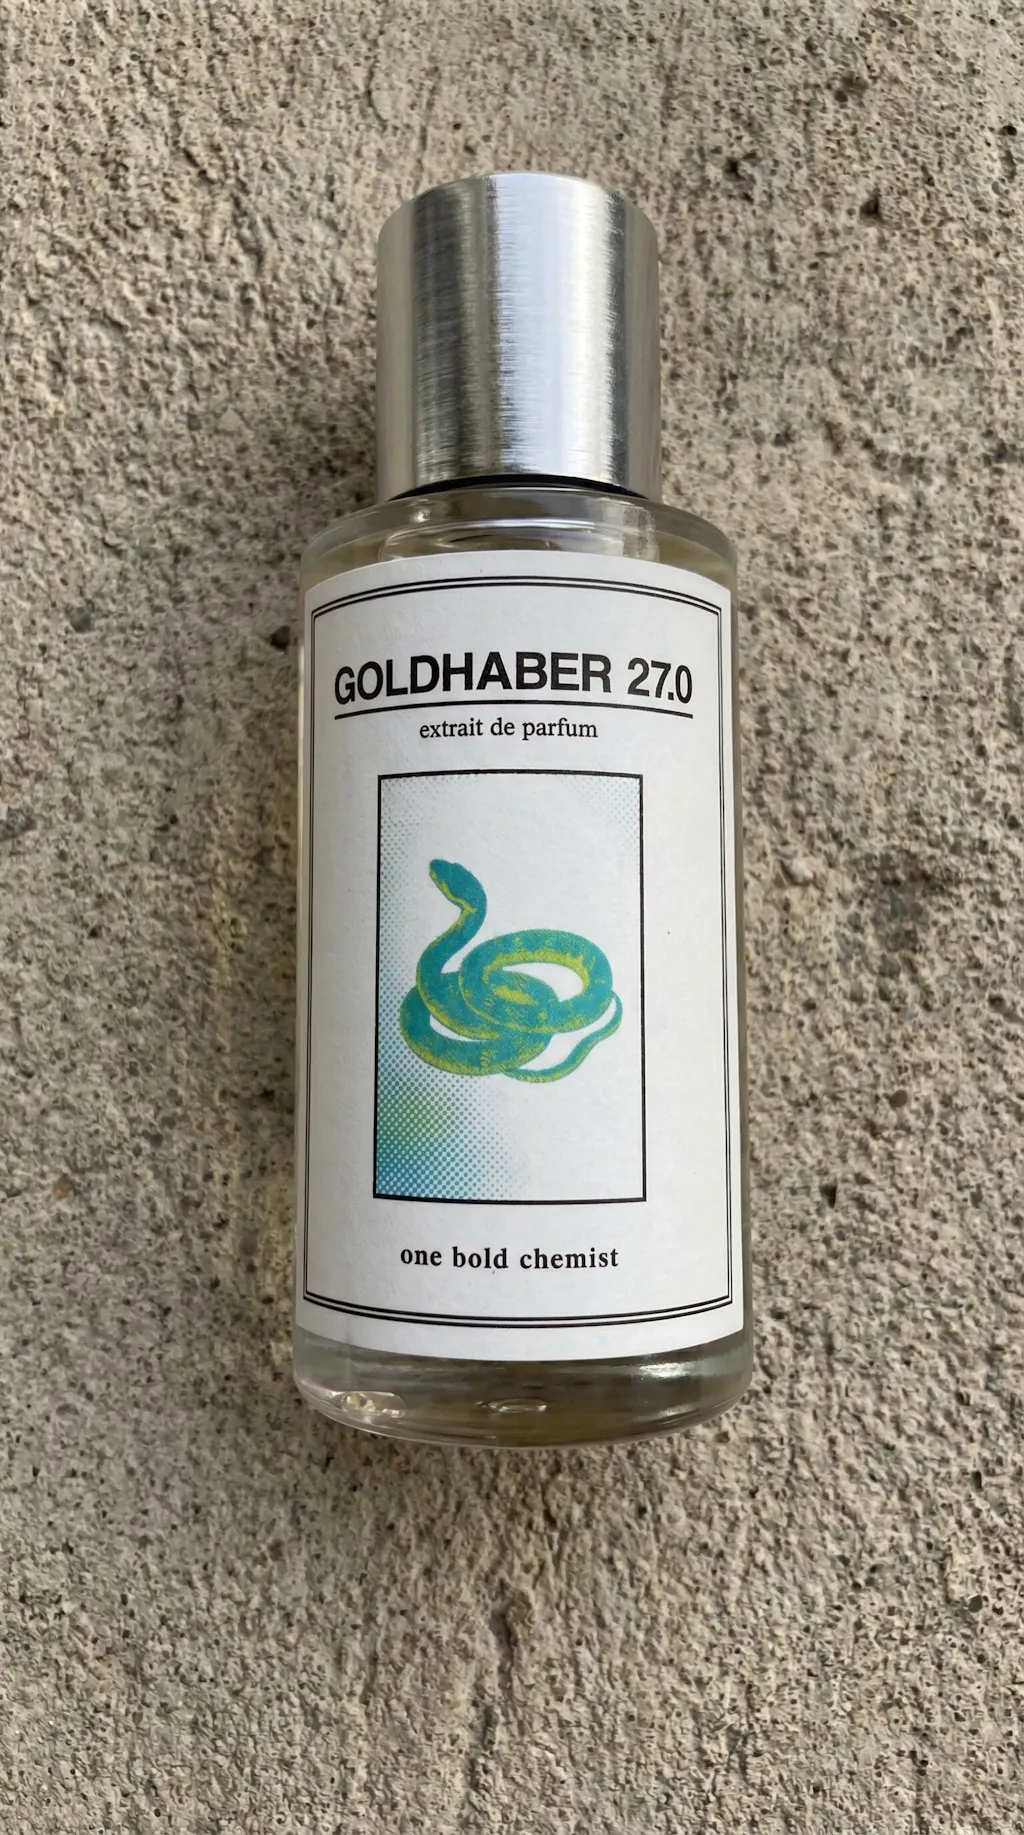 GOLDHABER 27.0
extrait de parfum
one bold chemist